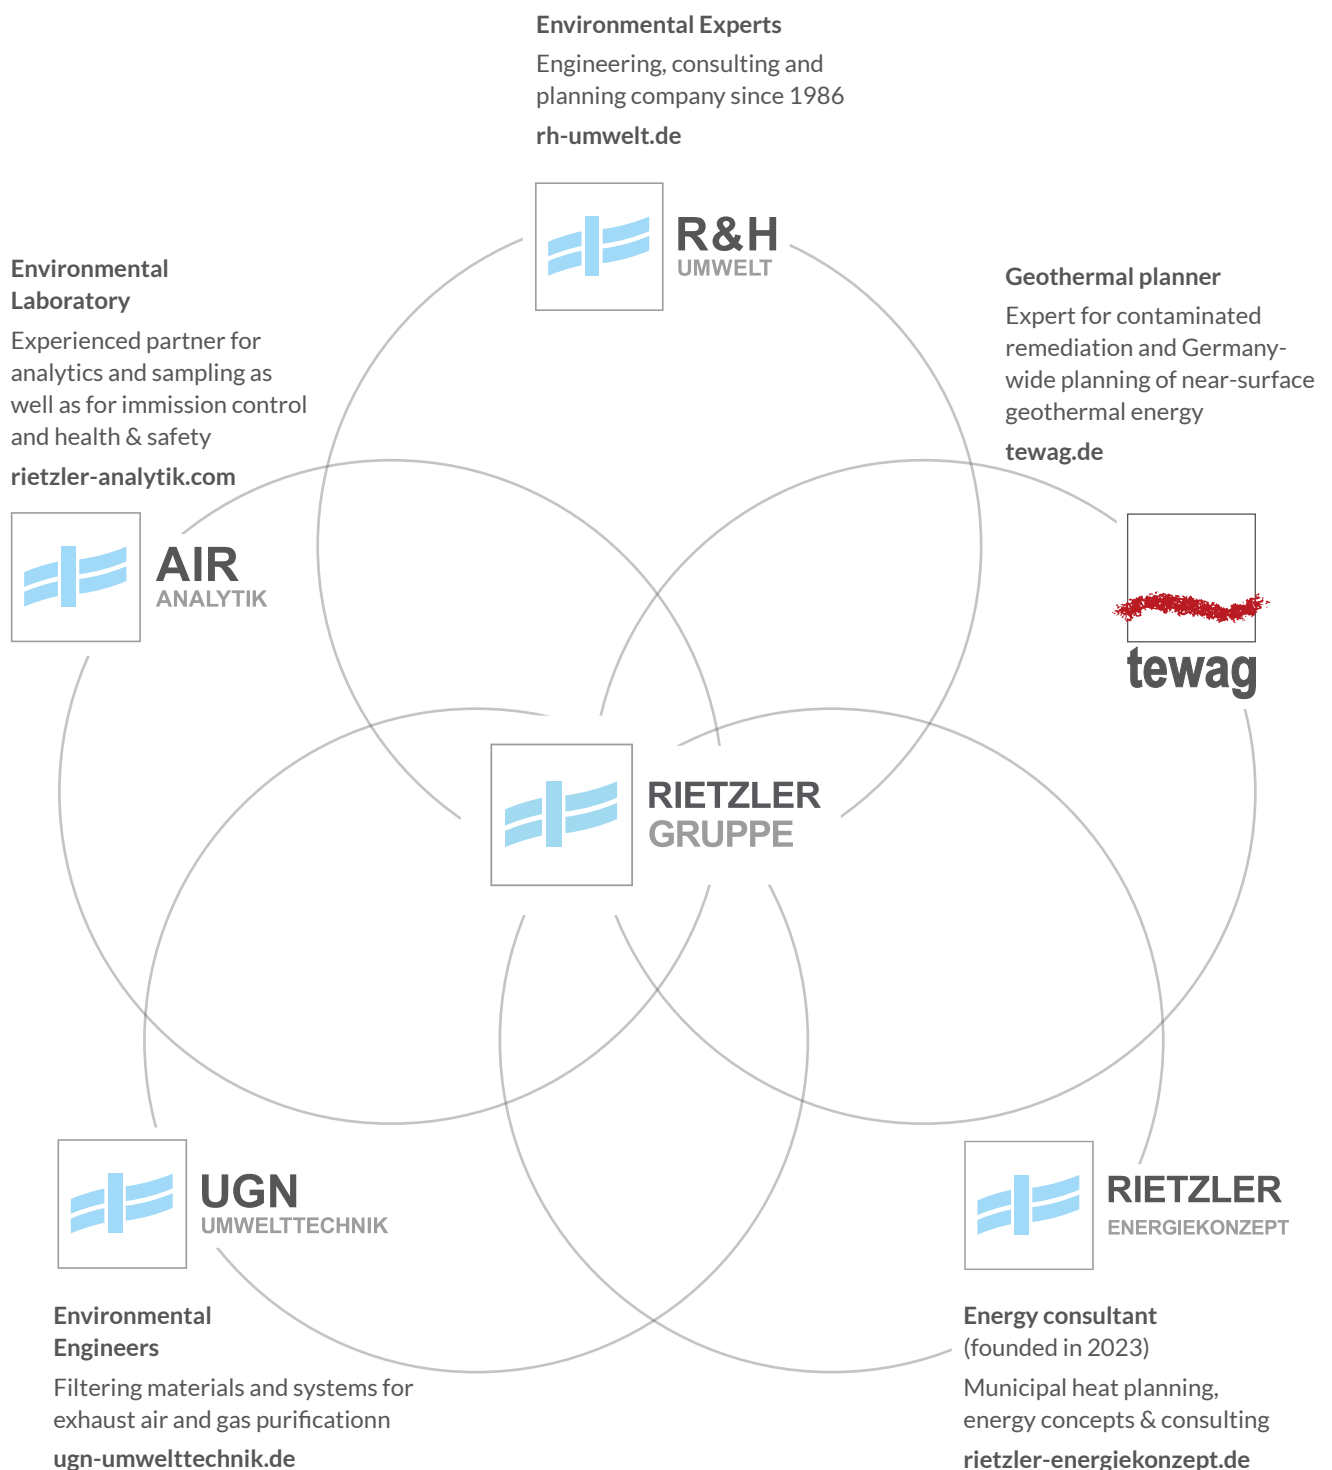 Environmental Experts
Engineering, consulting and
planning company since 1986
rh-umwelt.de
R&H
UMWELT
Environmental
Laboratory
Experienced partner for
analytics and sampling as
well as for immission control
and health & safety
rietzler-analytik.com
AIR
ANALYTIK
Geothermal planner
Expert for contaminated
remediation and Germany-
wide planning of near-surface
geothermal energy
tewag.de
tewag
RIETZLER
GRUPPE
UGN
UMWELTTECHNIK
Environmental
Engineers
Filtering materials and systems for
exhaust air and gas purificationn
ugn-umwelttechnik.de
RIETZLER
ENERGIEKONZEPT
Energy consultant
(founded in 2023)
Municipal heat planning,
energy concepts & consulting
rietzler-energiekonzept.de